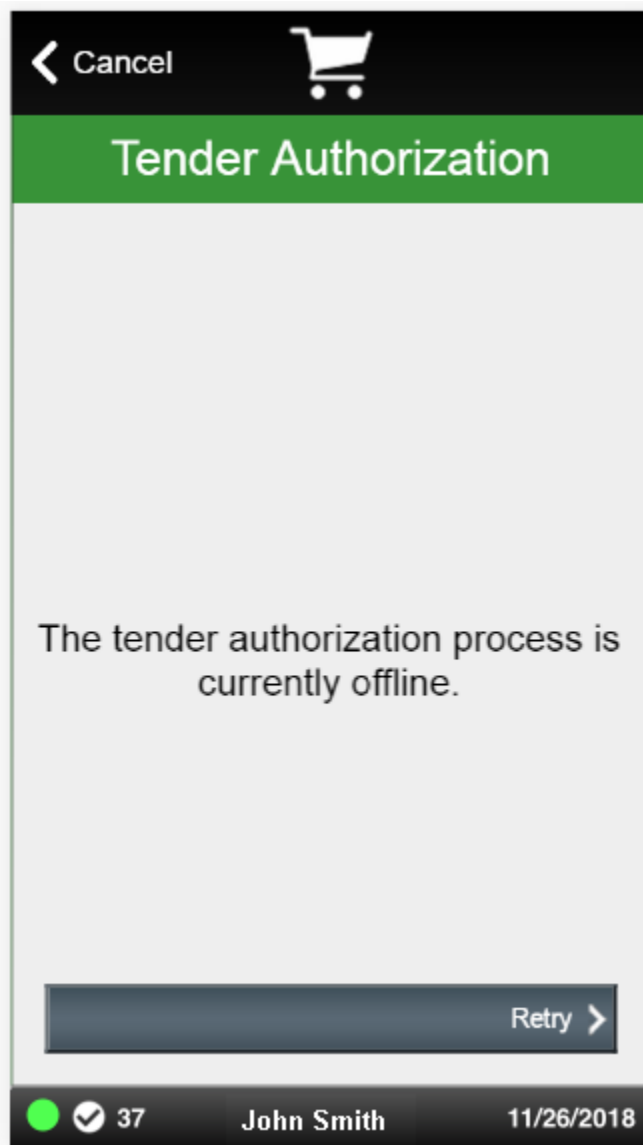 Cancel
Tender Authorization
The tender authorization process is
currently offline.
Retry
37 John Smith 11/26/2018